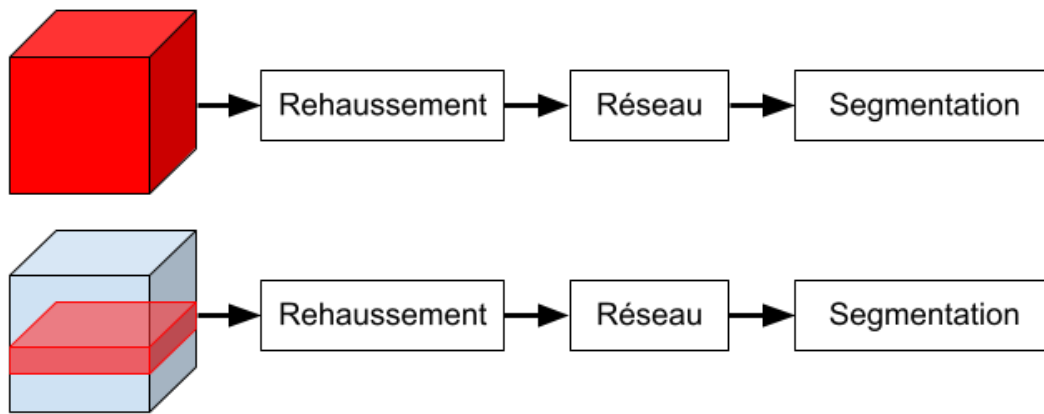 Rehaussement
Réseau
Segmentation
Rehaussement
Réseau
Segmentation